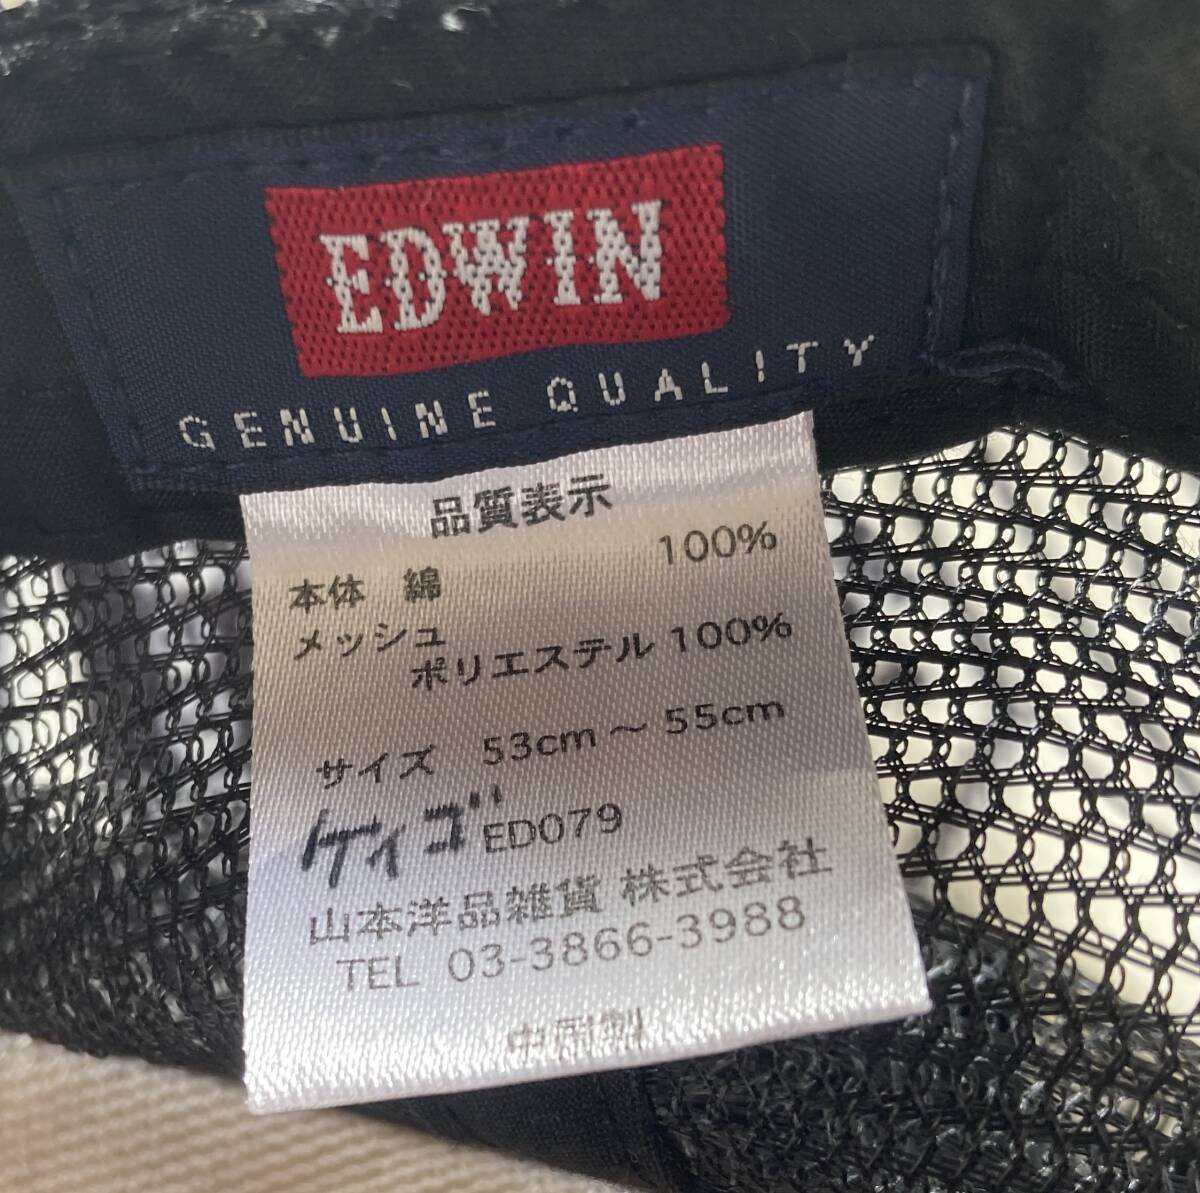 EDWIN
GENUINE QUALITY
品質表示
本体 綿 100%
メッシュ
ポリエステル 100%
サイズ 53cm～55cm
ケイゴ ED079
山本洋品雑貨 株式会社
TEL 03-3866-3988
中国製